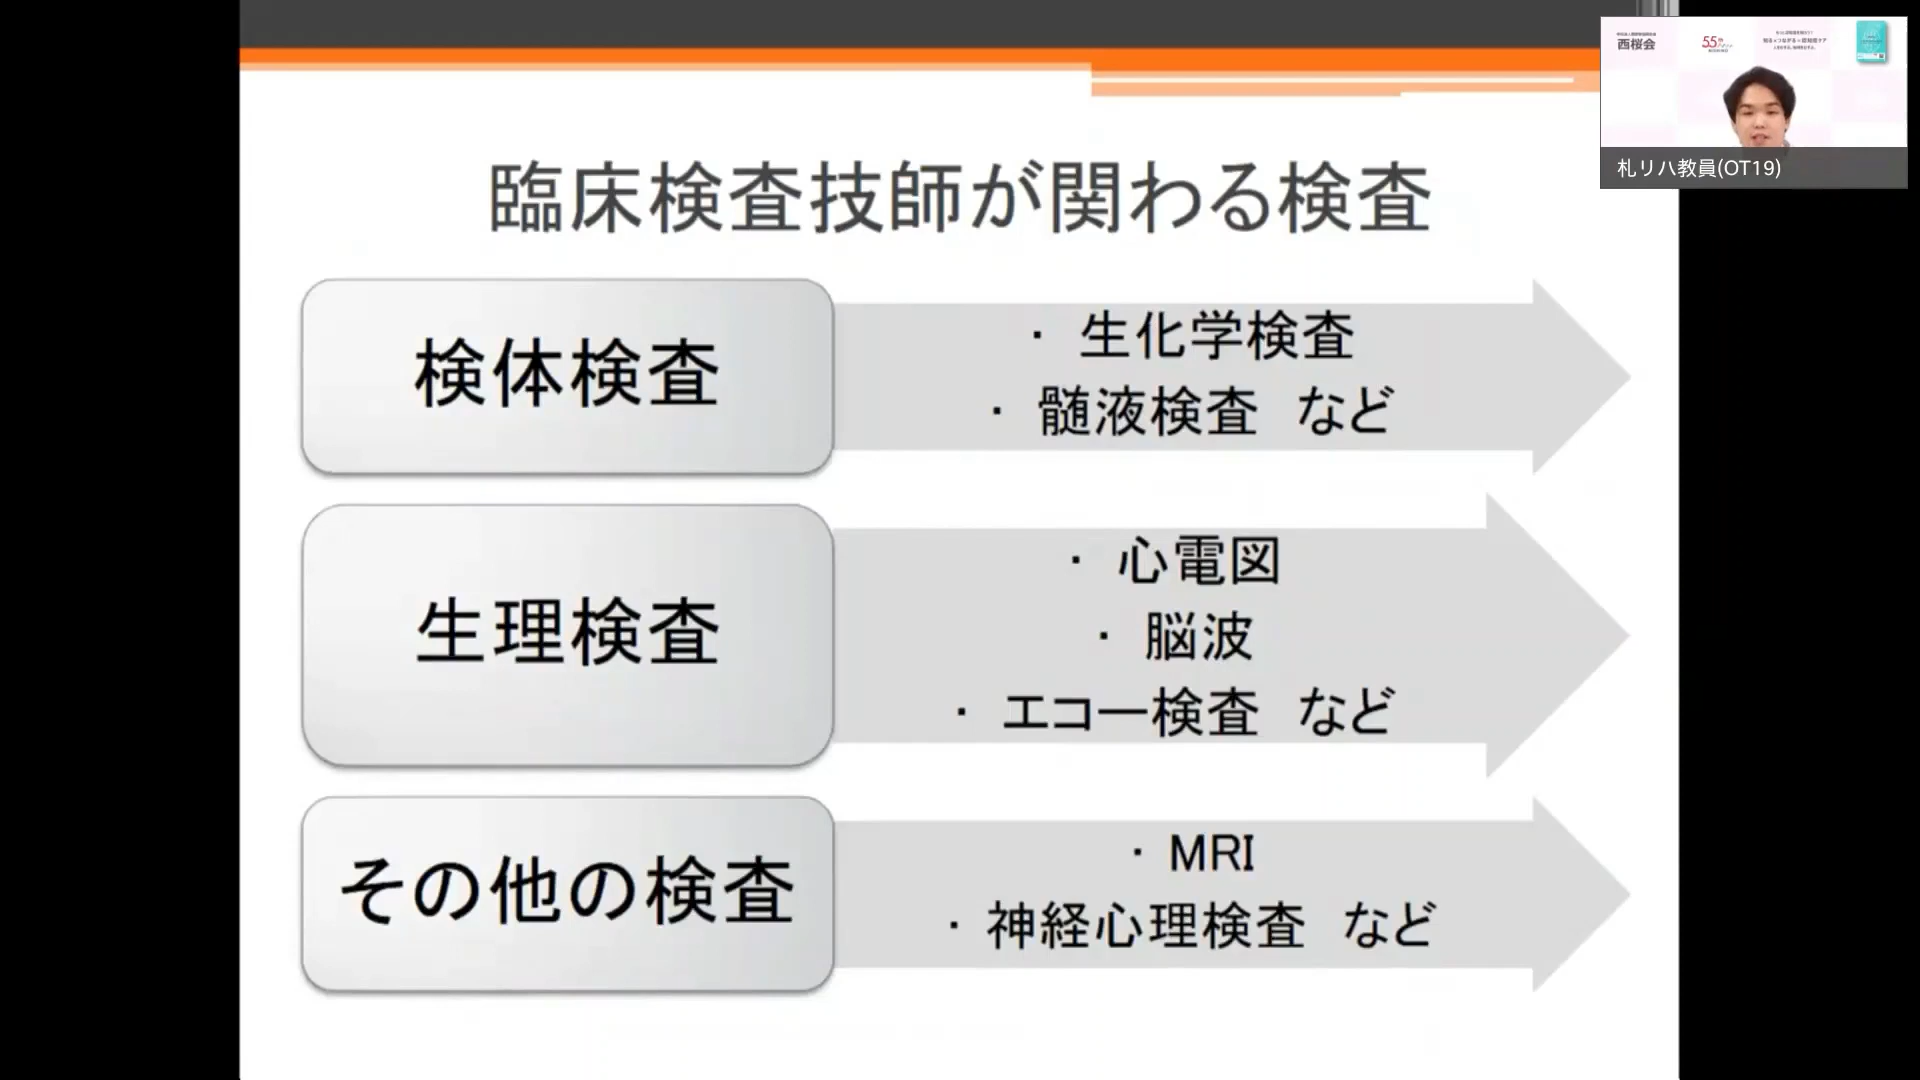 臨床検査技師が関わる検査
検体検査
・ 生化学検査
・ 髄液検査　など
生理検査
・ 心電図
・ 脳波
・ エコー検査　など
その他の検査
・ MRI
・ 神経心理検査　など
西桜会
55th
札リハ教員(OT19)